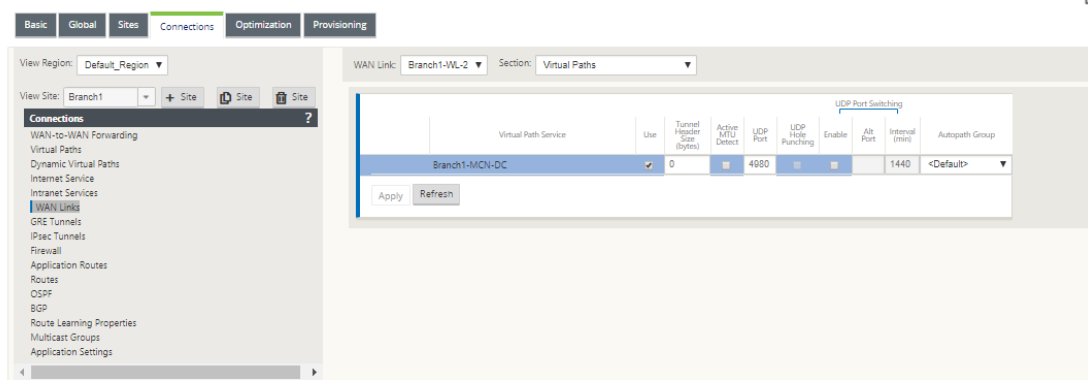 Basic Global Sites Connections Optimization Provisioning
View Region: Default_Region
WAN Link: Branch1-WL-2 Section: Virtual Paths
View Site: Branch1 + Site Site Site
Connections ?
WAN-to-WAN Forwarding
Virtual Paths
Dynamic Virtual Paths
Internet Service
Intranet Services
WAN Links
GRE Tunnels
IPsec Tunnels
Firewall
Application Routes
Routes
OSPF
BGP
Route Learning Properties
Multicast Groups
Application Settings
UDP Port Switching
Virtual Path Service Use Tunnel Header Size (bytes) Active MTU Detect UDP Port UDP Hole Punching Enable Alt Port Interval (min) Autopath Group
Branch1-MCN-DC 0 4980 1440 <Default>
Apply Refresh